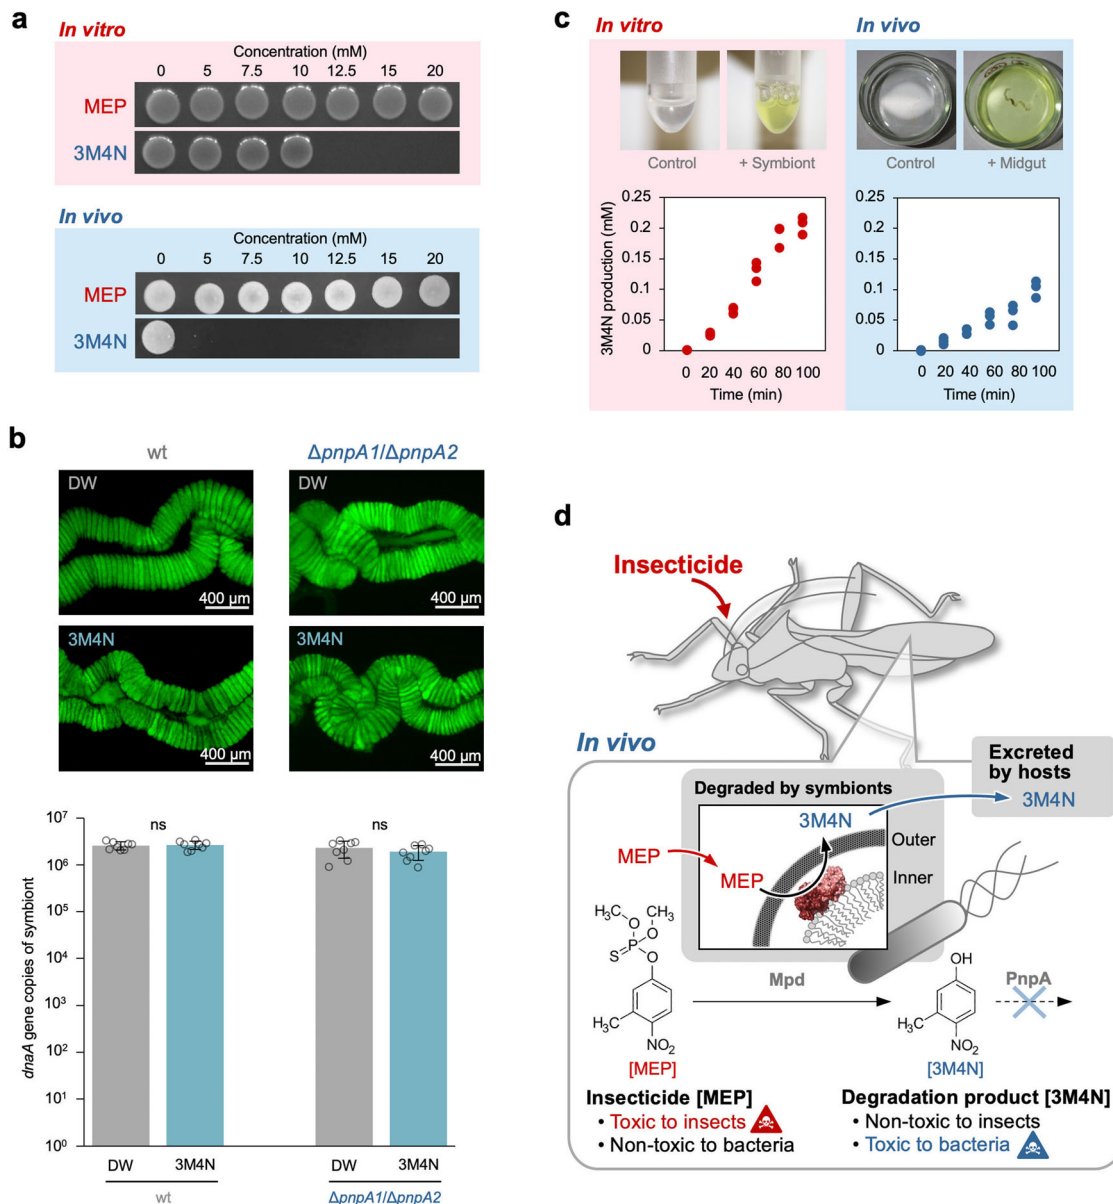 a
In vitro
Concentration (mM)
0 5 7.5 10 12.5 15 20
MEP
3M4N
In vivo
Concentration (mM)
0 5 7.5 10 12.5 15 20
MEP
3M4N
b
wt
ΔpnpA1/ΔpnpA2
DW
400 μm
DW
400 μm
3M4N
400 μm
3M4N
400 μm
dnaA gene copies of symbiont
10⁷
10⁶
10⁵
10⁴
10³
10²
10¹
10⁰
ns
ns
DW 3M4N DW 3M4N
wt ΔpnpA1/ΔpnpA2
c
In vitro
Control
+ Symbiont
3M4N production (mM)
0.25
0.2
0.15
0.1
0.05
0
0 20 40 60 80 100
Time (min)
In vivo
Control
+ Midgut
0.25
0.2
0.15
0.1
0.05
0
0 20 40 60 80 100
Time (min)
d
Insecticide
In vivo
Excreted
by hosts
3M4N
Degraded by symbionts
3M4N
Outer
Inner
MEP
MEP
H₃C
O
CH₃
O
S
P
O
H₃C
NO₂
[MEP]
Mpd
OH
H₃C
NO₂
[3M4N]
PnpA
Insecticide [MEP]
• Toxic to insects
• Non-toxic to bacteria
Degradation product [3M4N]
• Non-toxic to insects
• Toxic to bacteria